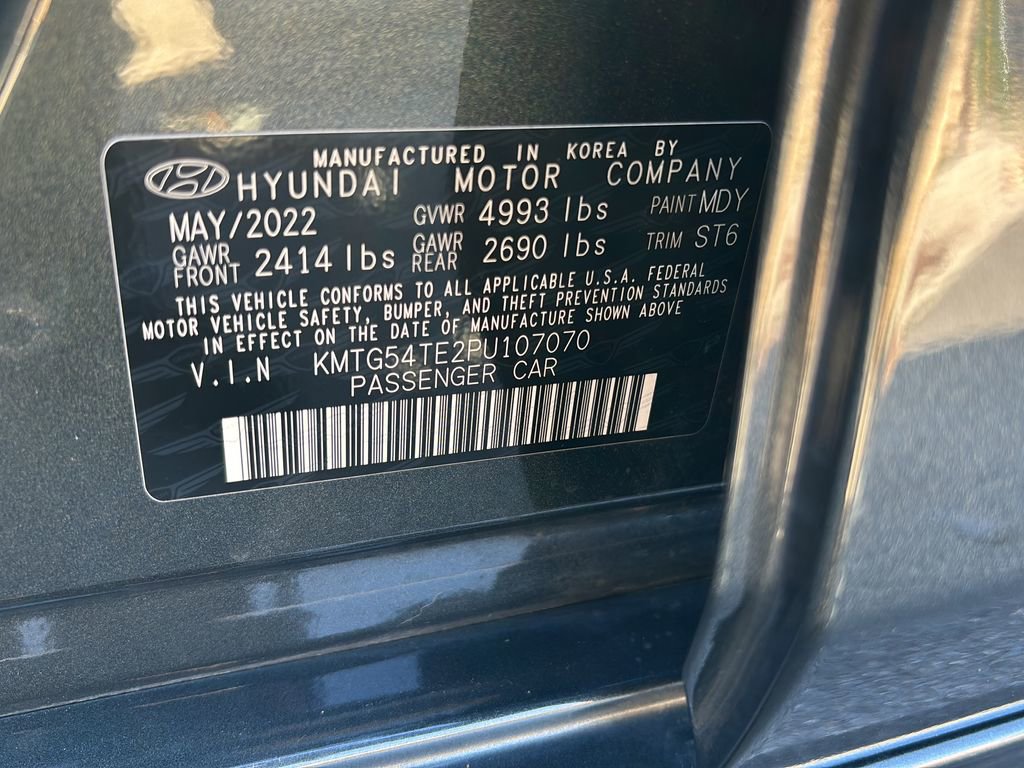 MANUFACTURED IN KOREA BY
HYUNDAI MOTOR COMPANY
MAY/2022 GVWR 4993 lbs PAINT MDY
GAWR FRONT 2414 lbs GAWR REAR 2690 lbs TRIM ST6
THIS VEHICLE CONFORMS TO ALL APPLICABLE U.S.A. FEDERAL
MOTOR VEHICLE SAFETY, BUMPER, AND THEFT PREVENTION STANDARDS
IN EFFECT ON THE DATE OF MANUFACTURE SHOWN ABOVE
V.I.N KMTG54TE2PU107070
PASSENGER CAR